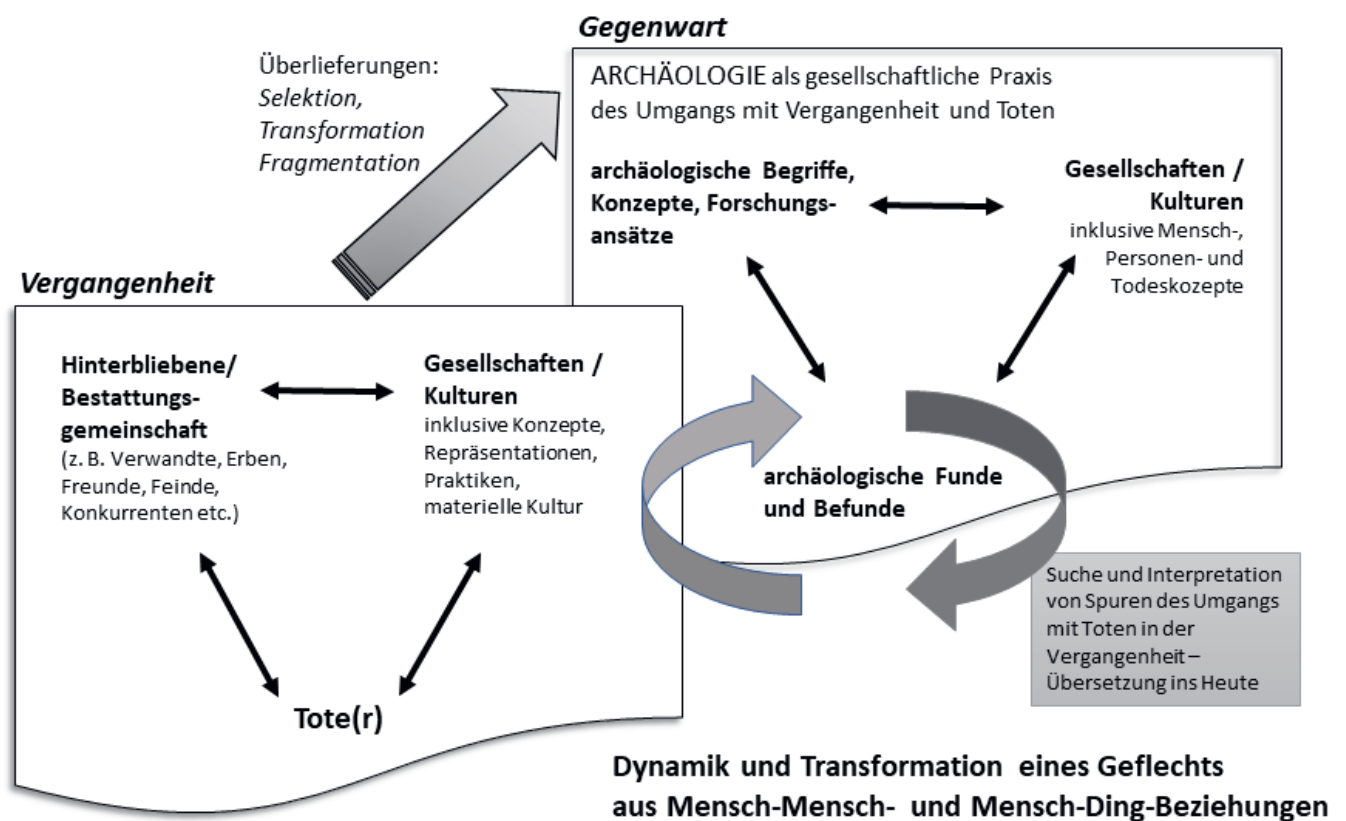 Gegenwart
Überlieferungen:
Selektion,
Transformation
Fragmentation
ARCHÄOLOGIE als gesellschaftliche Praxis
des Umgangs mit Vergangenheit und Toten
archäologische Begriffe,
Konzepte, Forschungs-
ansätze
Gesellschaften /
Kulturen
inklusive Mensch-,
Personen- und
Todeskozepte
Vergangenheit
Hinterbliebene/
Bestattungs-
gemeinschaft
(z. B. Verwandte, Erben,
Freunde, Feinde,
Konkurrenten etc.)
Gesellschaften /
Kulturen
inklusive Konzepte,
Repräsentationen,
Praktiken,
materielle Kultur
Tote(r)
archäologische Funde
und Befunde
Suche und Interpretation
von Spuren des Umgangs
mit Toten in der
Vergangenheit –
Übersetzung ins Heute
Dynamik und Transformation eines Geflechts
aus Mensch-Mensch- und Mensch-Ding-Beziehungen